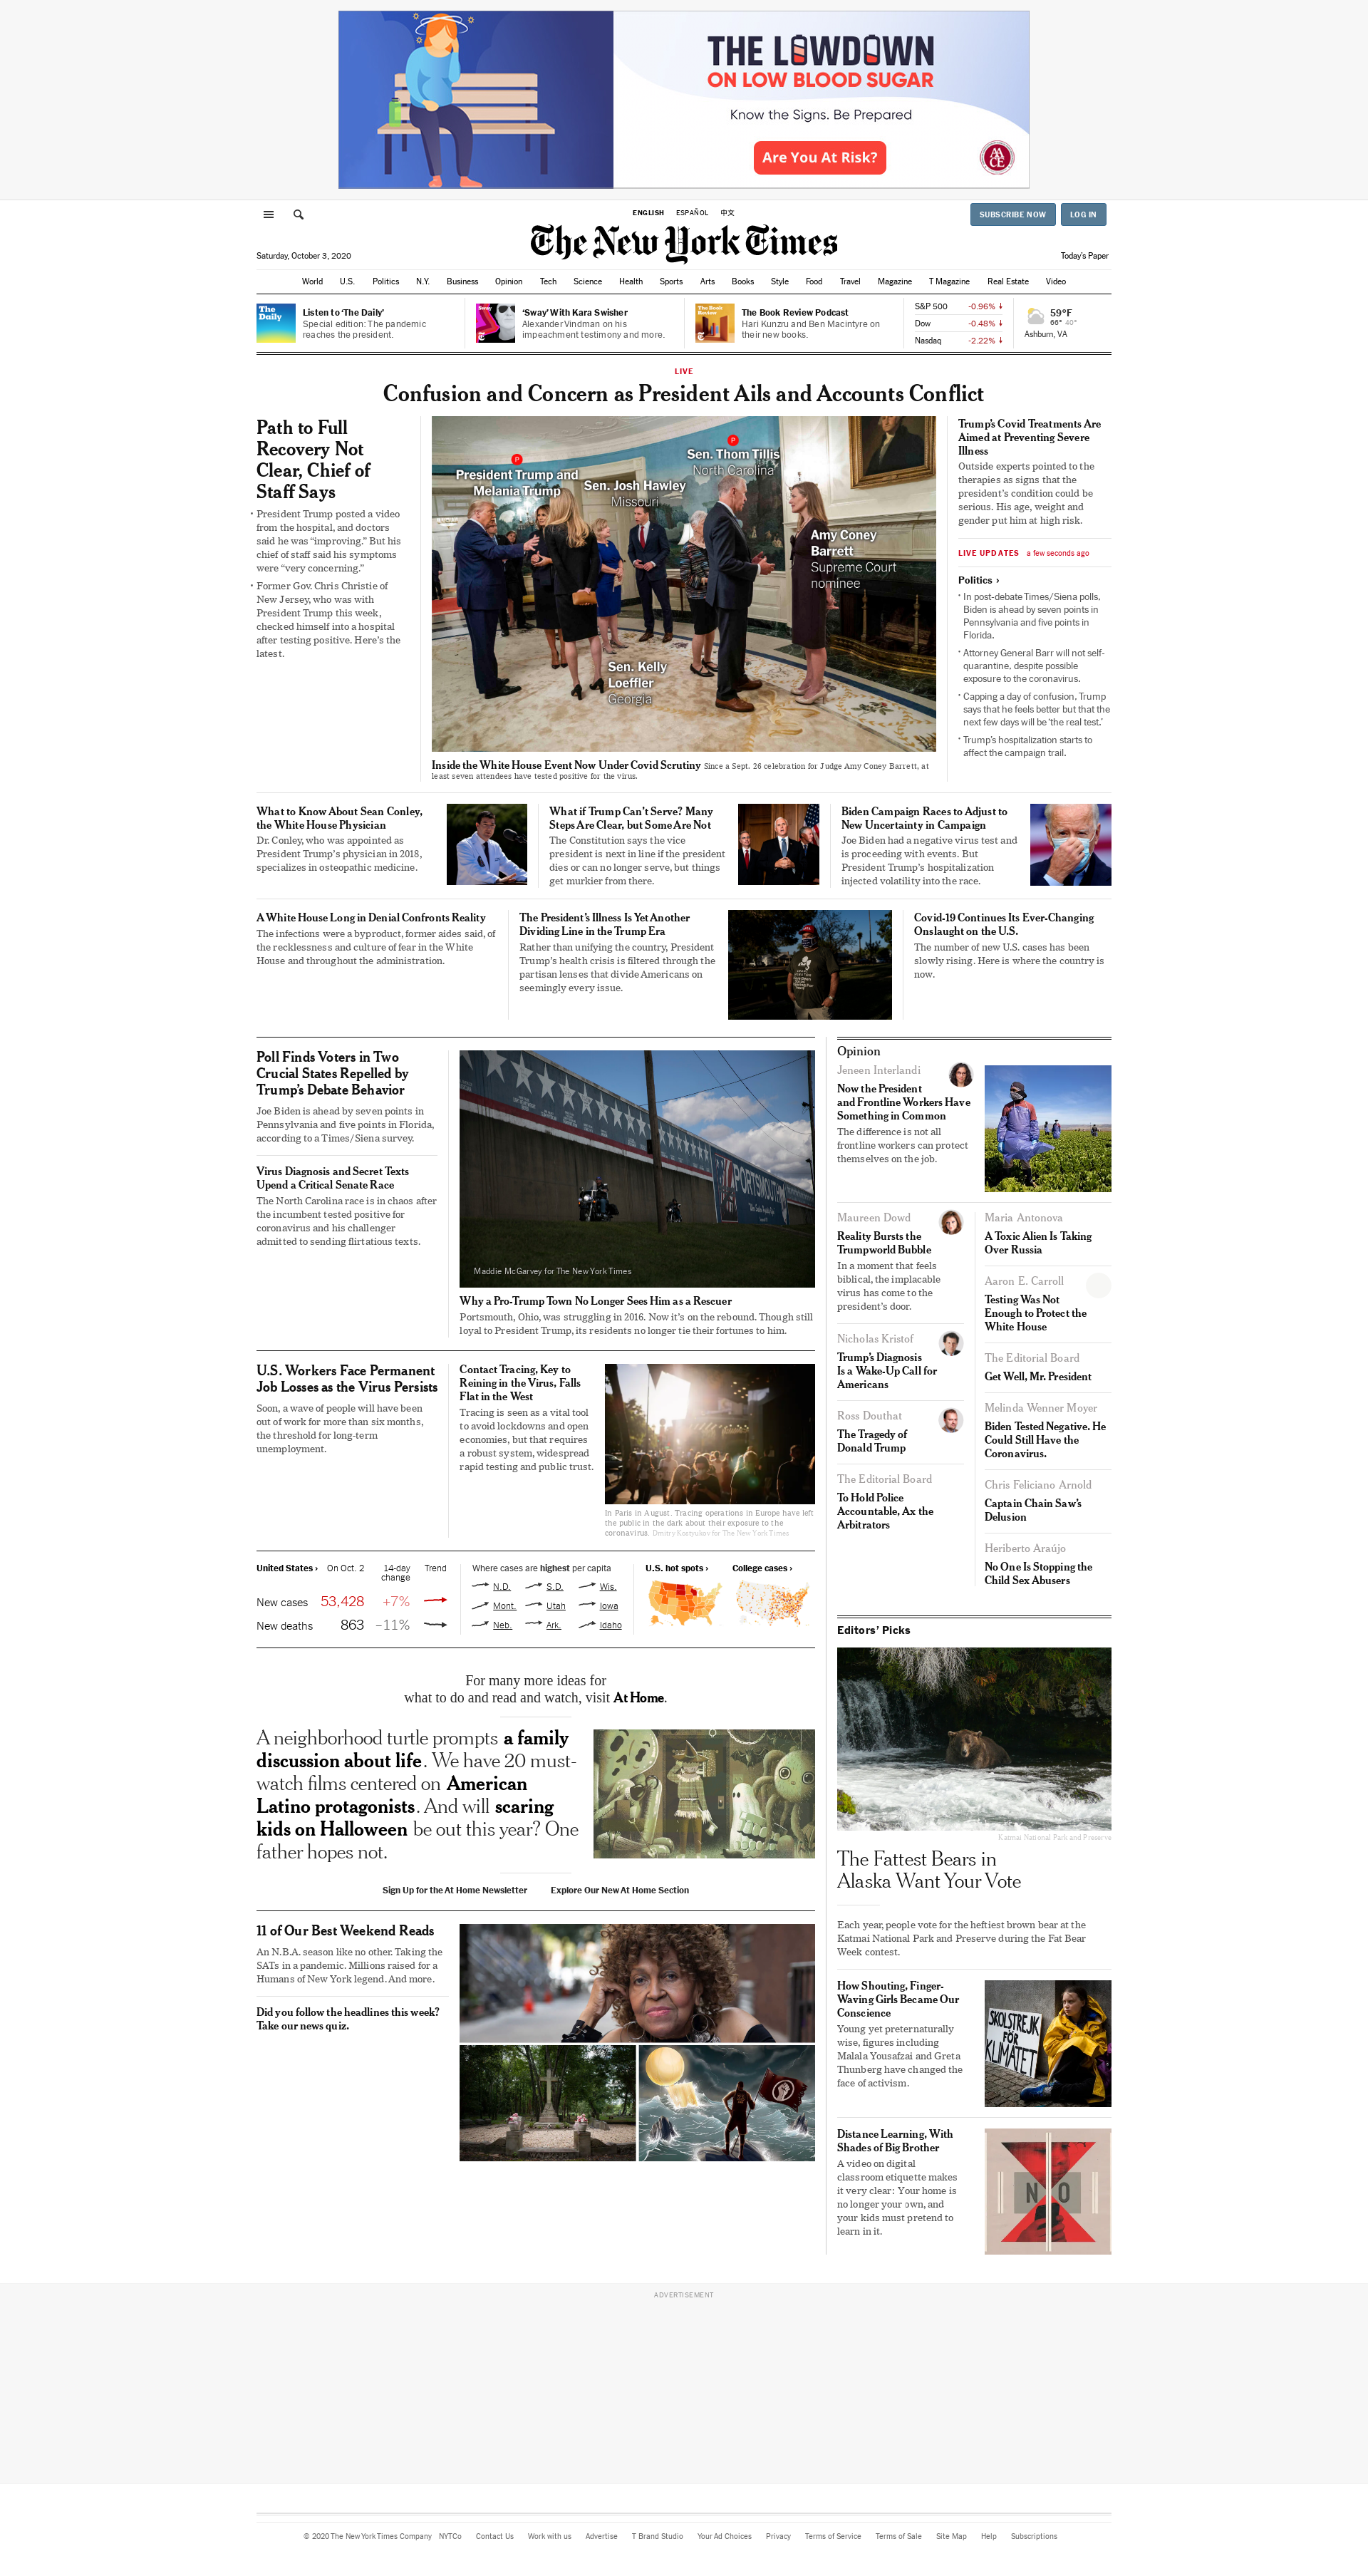 THE LOWDOWN
ON LOW BLOOD SUGAR
Know the Signs. Be Prepared
Are You At Risk?
AACE
ENGLISH
ESPAÑOL
中文
SUBSCRIBE NOW
LOG IN
The New York Times
Saturday, October 3, 2020
Today's Paper
World U.S. Politics N.Y. Business Opinion Tech Science Health Sports Arts Books Style Food Travel Magazine T Magazine Real Estate Video
The
Daily
Listen to ‘The Daily’
Special edition: The pandemic
reaches the president.
Sway
‘Sway’ With Kara Swisher
Alexander Vindman on his
impeachment testimony and more.
The Book
Review
The Book Review Podcast
Hari Kunzru and Ben Macintyre on
their new books.
S&P 500 -0.96%
Dow -0.48%
Nasdaq -2.22%
59°F
66° 40°
Ashburn, VA
LIVE
Confusion and Concern as President Ails and Accounts Conflict
Path to Full
Recovery Not
Clear, Chief of
Staff Says
• President Trump posted a video
from the hospital, and doctors
said he was “improving.” But his
chief of staff said his symptoms
were “very concerning.”
• Former Gov. Chris Christie of
New Jersey, who was with
President Trump this week,
checked himself into a hospital
after testing positive. Here’s the
latest.
P
President Trump and
Melania Trump
Sen. Josh Hawley
Missouri
P
Sen. Thom Tillis
North Carolina
Amy Coney
Barrett
Supreme Court
nominee
Sen. Kelly
Loeffler
Georgia
Inside the White House Event Now Under Covid Scrutiny Since a Sept. 26 celebration for Judge Amy Coney Barrett, at
least seven attendees have tested positive for the virus.
Trump’s Covid Treatments Are
Aimed at Preventing Severe
Illness
Outside experts pointed to the
therapies as signs that the
president’s condition could be
serious. His age, weight and
gender put him at high risk.
LIVE UPDATES a few seconds ago
Politics ›
• In post-debate Times/Siena polls,
Biden is ahead by seven points in
Pennsylvania and five points in
Florida.
• Attorney General Barr will not self-
quarantine, despite possible
exposure to the coronavirus.
• Capping a day of confusion, Trump
says that he feels better but that the
next few days will be ‘the real test.’
• Trump’s hospitalization starts to
affect the campaign trail.
What to Know About Sean Conley,
the White House Physician
Dr. Conley, who was appointed as
President Trump’s physician in 2018,
specializes in osteopathic medicine.
What if Trump Can’t Serve? Many
Steps Are Clear, but Some Are Not
The Constitution says the vice
president is next in line if the president
dies or can no longer serve, but things
get murkier from there.
Biden Campaign Races to Adjust to
New Uncertainty in Campaign
Joe Biden had a negative virus test and
is proceeding with events. But
President Trump’s hospitalization
injected volatility into the race.
A White House Long in Denial Confronts Reality
The infections were a byproduct, former aides said, of
the recklessness and culture of fear in the White
House and throughout the administration.
The President’s Illness Is Yet Another
Dividing Line in the Trump Era
Rather than unifying the country, President
Trump’s health crisis is filtered through the
partisan lenses that divide Americans on
seemingly every issue.
Covid-19 Continues Its Ever-Changing
Onslaught on the U.S.
The number of new U.S. cases has been
slowly rising. Here is where the country is
now.
Poll Finds Voters in Two
Crucial States Repelled by
Trump’s Debate Behavior
Joe Biden is ahead by seven points in
Pennsylvania and five points in Florida,
according to a Times/Siena survey.
Virus Diagnosis and Secret Texts
Upend a Critical Senate Race
The North Carolina race is in chaos after
the incumbent tested positive for
coronavirus and his challenger
admitted to sending flirtatious texts.
PORTSMOUTH
Maddie McGarvey for The New York Times
Why a Pro-Trump Town No Longer Sees Him as a Rescuer
Portsmouth, Ohio, was struggling in 2016. Now it’s on the rebound. Though still
loyal to President Trump, its residents no longer tie their fortunes to him.
U.S. Workers Face Permanent
Job Losses as the Virus Persists
Soon, a wave of people will have been
out of work for more than six months,
the threshold for long-term
unemployment.
Contact Tracing, Key to
Reining in the Virus, Falls
Flat in the West
Tracing is seen as a vital tool
to avoid lockdowns and open
economies, but that requires
a robust system, widespread
rapid testing and public trust.
In Paris in August. Tracing operations in Europe have left
the public in the dark about their exposure to the
coronavirus. Dmitry Kostyukov for The New York Times
United States › On Oct. 2 14-day
change Trend
New cases 53,428 +7%
New deaths 863 –11%
Where cases are highest per capita
N.D. S.D. Wis.
Mont. Utah Iowa
Neb. Ark. Idaho
U.S. hot spots ›
College cases ›
For many more ideas for
what to do and read and watch, visit At Home.
A neighborhood turtle prompts a family
discussion about life. We have 20 must-
watch films centered on American
Latino protagonists. And will scaring
kids on Halloween be out this year? One
father hopes not.
Sign Up for the At Home Newsletter
Explore Our New At Home Section
11 of Our Best Weekend Reads
An N.B.A. season like no other. Taking the
SATs in a pandemic. Millions raised for a
Humans of New York legend. And more.
Did you follow the headlines this week?
Take our news quiz.
Opinion
Jeneen Interlandi
Now the President
and Frontline Workers Have
Something in Common
The difference is not all
frontline workers can protect
themselves on the job.
Maureen Dowd
Reality Bursts the
Trumpworld Bubble
In a moment that feels
biblical, the implacable
virus has come to the
president’s door.
Nicholas Kristof
Trump’s Diagnosis
Is a Wake-Up Call for
Americans
Ross Douthat
The Tragedy of
Donald Trump
The Editorial Board
To Hold Police
Accountable, Ax the
Arbitrators
Maria Antonova
A Toxic Alien Is Taking
Over Russia
Aaron E. Carroll
Testing Was Not
Enough to Protect the
White House
The Editorial Board
Get Well, Mr. President
Melinda Wenner Moyer
Biden Tested Negative. He
Could Still Have the
Coronavirus.
Chris Feliciano Arnold
Captain Chain Saw’s
Delusion
Heriberto Araújo
No One Is Stopping the
Child Sex Abusers
Editors’ Picks
Katmai National Park and Preserve
The Fattest Bears in
Alaska Want Your Vote
Each year, people vote for the heftiest brown bear at the
Katmai National Park and Preserve during the Fat Bear
Week contest.
How Shouting, Finger-
Waving Girls Became Our
Conscience
Young yet preternaturally
wise, figures including
Malala Yousafzai and Greta
Thunberg have changed the
face of activism.
SKOLSTREJK
FÖR
KLIMATET
Distance Learning, With
Shades of Big Brother
A video on digital
classroom etiquette makes
it very clear: Your home is
no longer your own, and
your kids must pretend to
learn in it.
NO
ADVERTISEMENT
© 2020 The New York Times Company NYTCo Contact Us Work with us Advertise T Brand Studio Your Ad Choices Privacy Terms of Service Terms of Sale Site Map Help Subscriptions